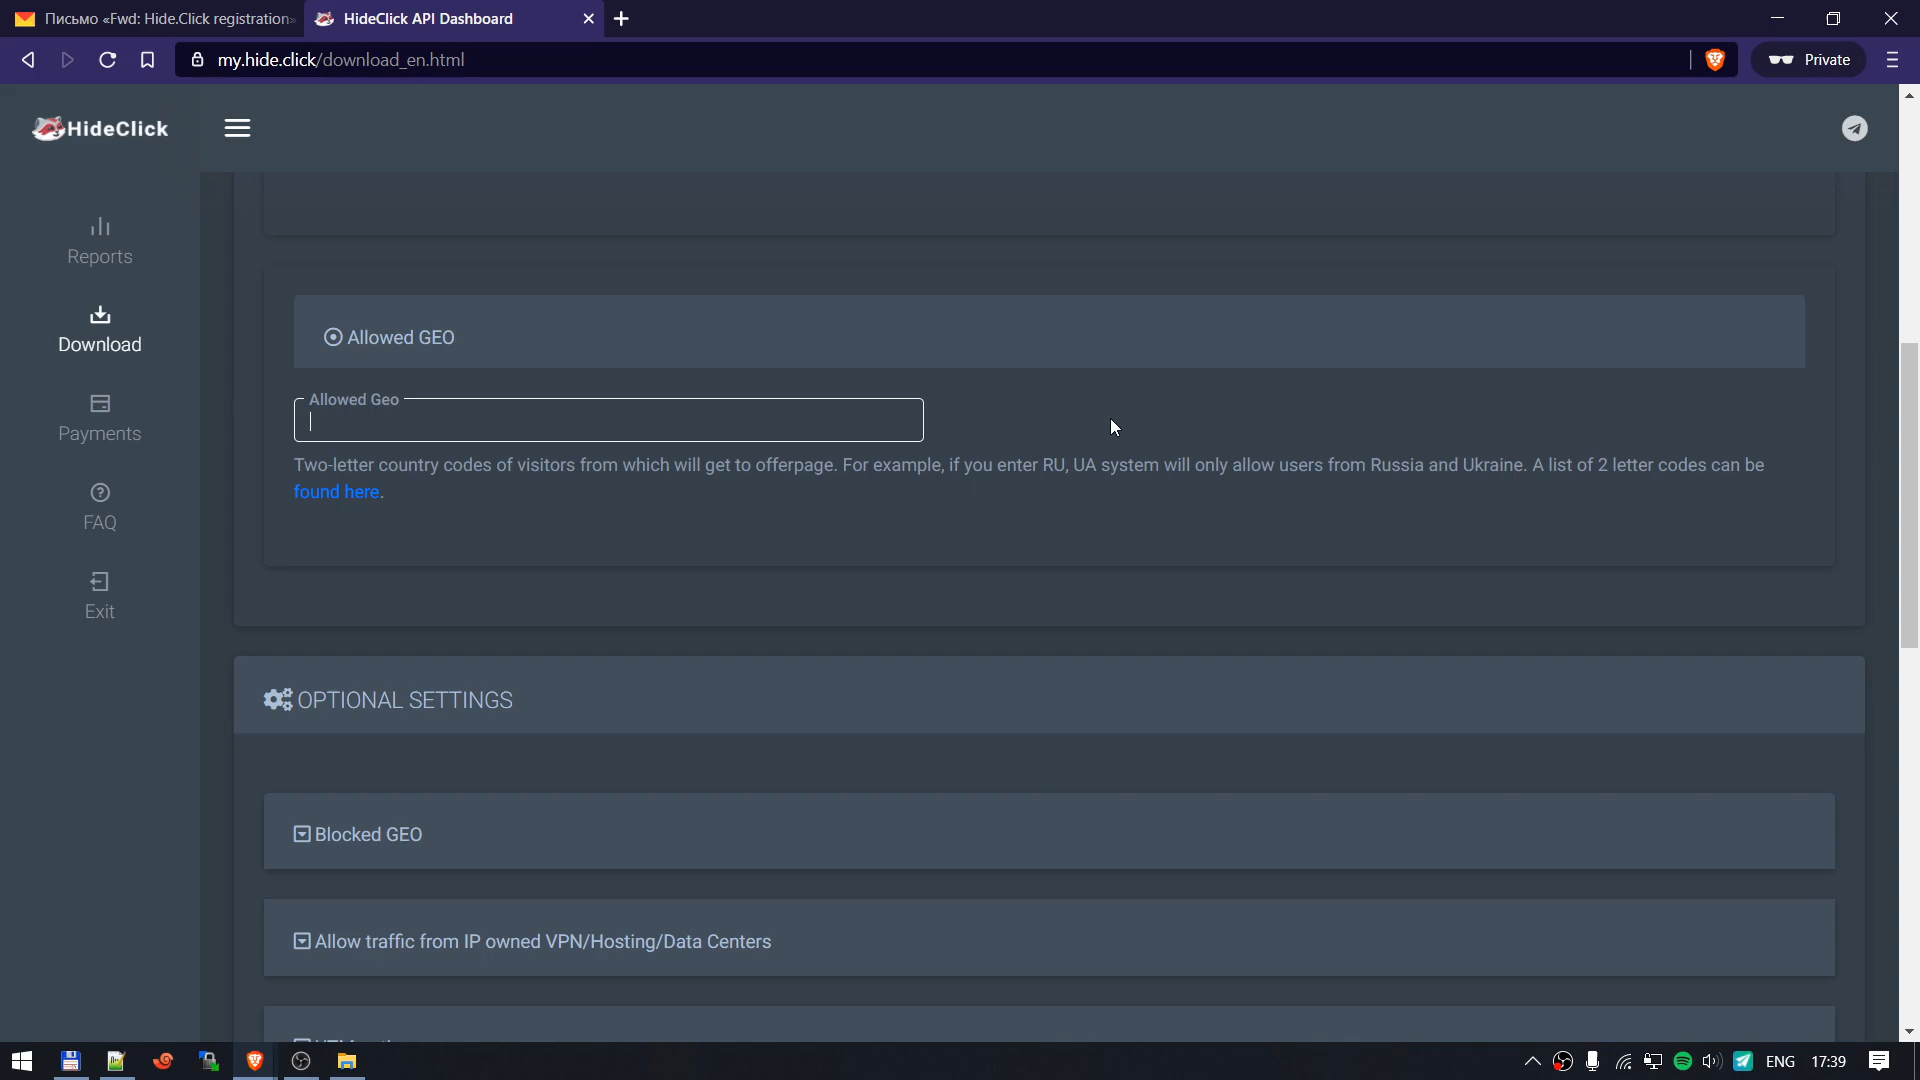 Письмо «Fwd: Hide.Click registration»
HideClick API Dashboard
my.hide.click/download_en.html
Private
HideClick
Reports
Download
Payments
FAQ
Exit
Allowed GEO
Allowed Geo
Two-letter country codes of visitors from which will get to offerpage. For example, if you enter RU, UA system will only allow users from Russia and Ukraine. A list of 2 letter codes can be
found here.
OPTIONAL SETTINGS
Blocked GEO
Allow traffic from IP owned VPN/Hosting/Data Centers
ENG
17:39